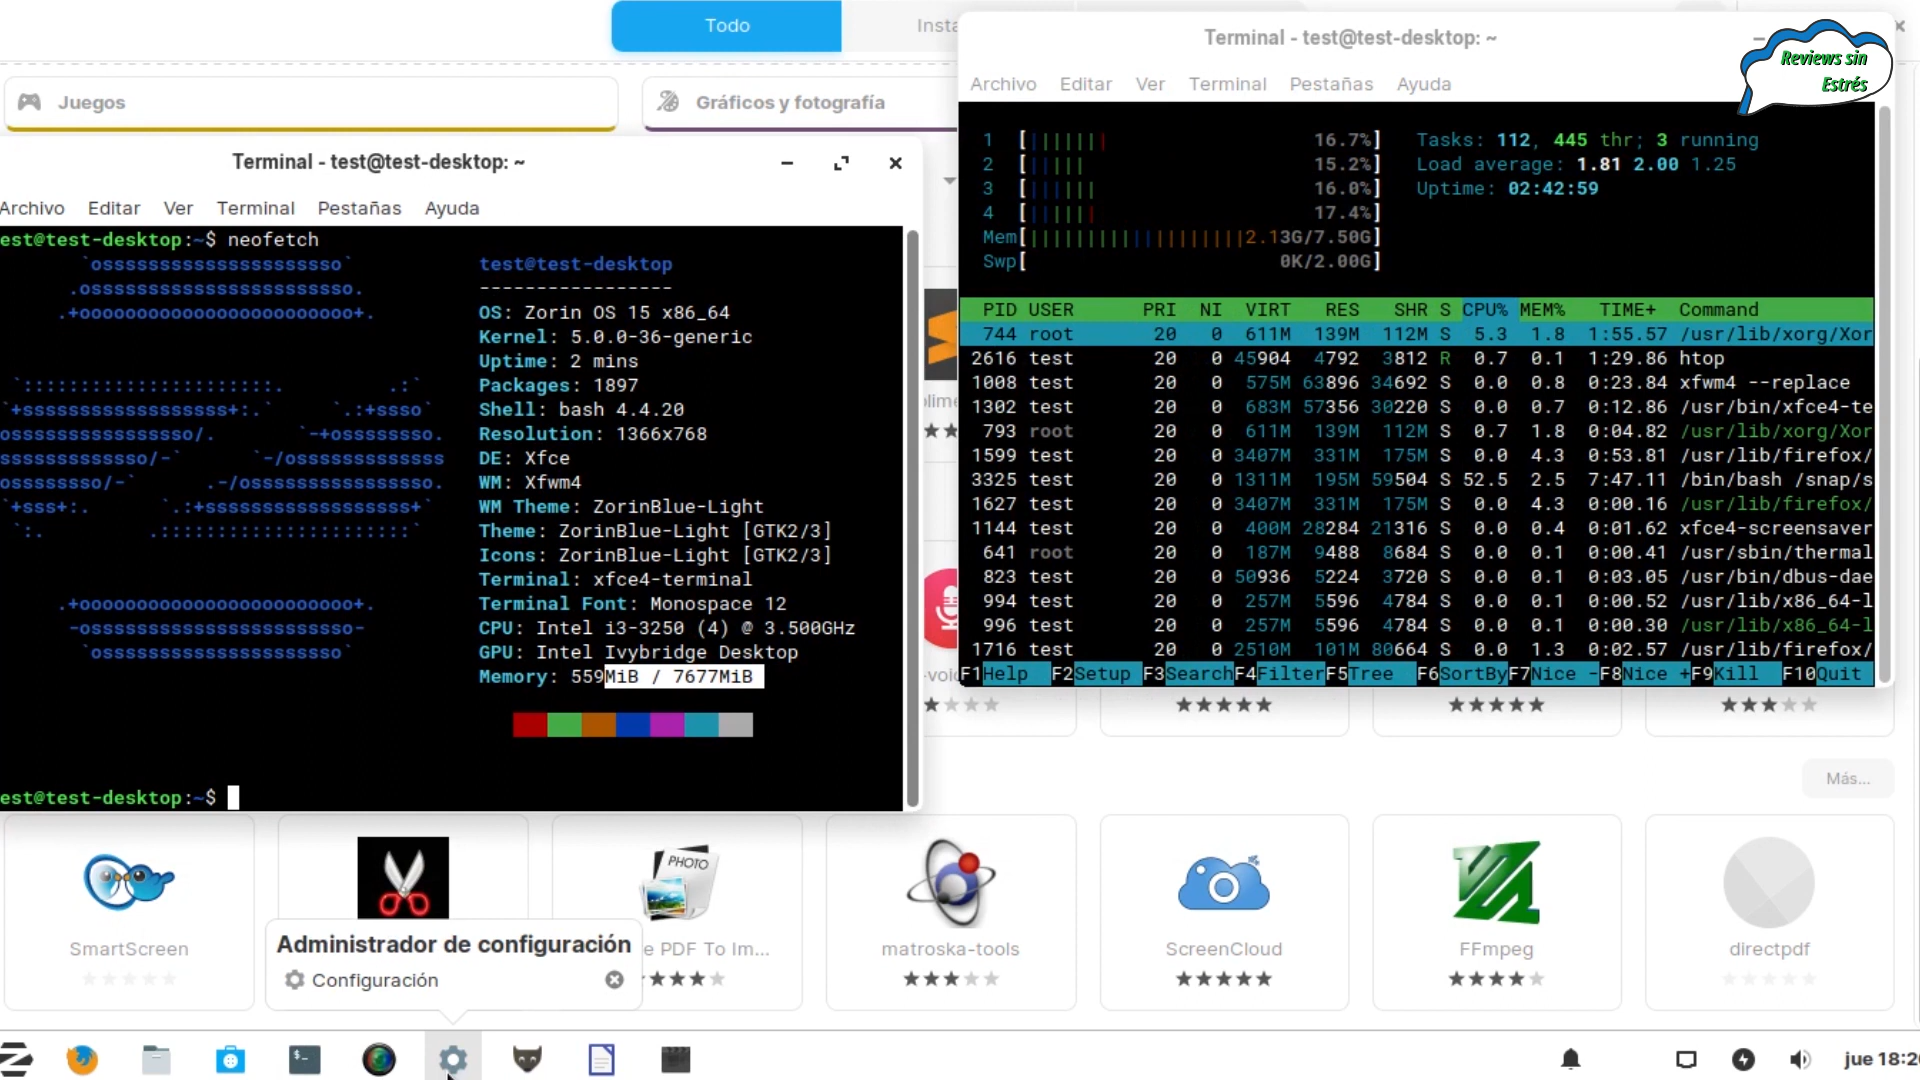 Todo
Insta
Juegos
Gráficos y fotografía
Reviews sin
Estrés
Terminal - test@test-desktop: ~
Archivo Editar Ver Terminal Pestañas Ayuda
est@test-desktop:~$ neofetch
`osssssssssssssssssssso`
.osssssssssssssssssssssso.
.+oooooooooooooooooooooooo+.
`::::::::::::::::::::::. .:`
`+ssssssssssssssssss+:.` `.:+ssso`
ossssssssssssssso/. `-+ossssssso.
ssssssssssssso/-` `-/osssssssssssss
osssssssso/-` .-/ossssssssssssssso.
`+sss+:. `.:+ssssssssssssssssss+`
`:. .::::::::::::::::::::::`
.+oooooooooooooooooooooooo+.
-osssssssssssssssssssssso-
`osssssssssssssssssssso`
test@test-desktop
-----------------
OS: Zorin OS 15 x86_64
Kernel: 5.0.0-36-generic
Uptime: 2 mins
Packages: 1897
Shell: bash 4.4.20
Resolution: 1366x768
DE: Xfce
WM: Xfwm4
WM Theme: ZorinBlue-Light
Theme: ZorinBlue-Light [GTK2/3]
Icons: ZorinBlue-Light [GTK2/3]
Terminal: xfce4-terminal
Terminal Font: Monospace 12
CPU: Intel i3-3250 (4) @ 3.500GHz
GPU: Intel Ivybridge Desktop
Memory: 559MiB / 7677MiB
est@test-desktop:~$
Terminal - test@test-desktop: ~
Archivo Editar Ver Terminal Pestañas Ayuda
1 [||||||| 16.7%] Tasks: 112, 445 thr; 3 running
2 [||||| 15.2%] Load average: 1.81 2.00 1.25
3 [|||||| 16.0%] Uptime: 02:42:59
4 [|||||| 17.4%]
Mem[|||||||||||||||||||2.13G/7.50G]
Swp[ 0K/2.00G]
PID USER PRI NI VIRT RES SHR S CPU% MEM% TIME+ Command
744 root 20 0 611M 139M 112M S 5.3 1.8 1:55.57 /usr/lib/xorg/Xor
2616 test 20 0 45904 4792 3812 R 0.7 0.1 1:29.86 htop
1008 test 20 0 575M 63896 34692 S 0.0 0.8 0:23.84 xfwm4 --replace
1302 test 20 0 683M 57356 30220 S 0.0 0.7 0:12.86 /usr/bin/xfce4-te
793 root 20 0 611M 139M 112M S 0.7 1.8 0:04.82 /usr/lib/xorg/Xor
1599 test 20 0 3407M 331M 175M S 0.0 4.3 0:53.81 /usr/lib/firefox/
3325 test 20 0 1311M 195M 59504 S 52.5 2.5 7:47.11 /bin/bash /snap/s
1627 test 20 0 3407M 331M 175M S 0.0 4.3 0:00.16 /usr/lib/firefox/
1144 test 20 0 400M 28284 21316 S 0.0 0.4 0:01.62 xfce4-screensaver
641 root 20 0 187M 9488 8684 S 0.0 0.1 0:00.41 /usr/sbin/thermal
823 test 20 0 50936 5224 3720 S 0.0 0.1 0:03.05 /usr/bin/dbus-dae
994 test 20 0 257M 5596 4784 S 0.0 0.1 0:00.52 /usr/lib/x86_64-l
996 test 20 0 257M 5596 4784 S 0.0 0.1 0:00.30 /usr/lib/x86_64-l
1716 test 20 0 2510M 101M 80664 S 0.0 1.3 0:02.57 /usr/lib/firefox/
F1Help F2Setup F3SearchF4FilterF5Tree F6SortByF7Nice -F8Nice +F9Kill F10Quit
Más...
PHOTO
SmartScreen
e PDF To Im...
matroska-tools
ScreenCloud
FFmpeg
directpdf
Administrador de configuración
Configuración
jue 18:2